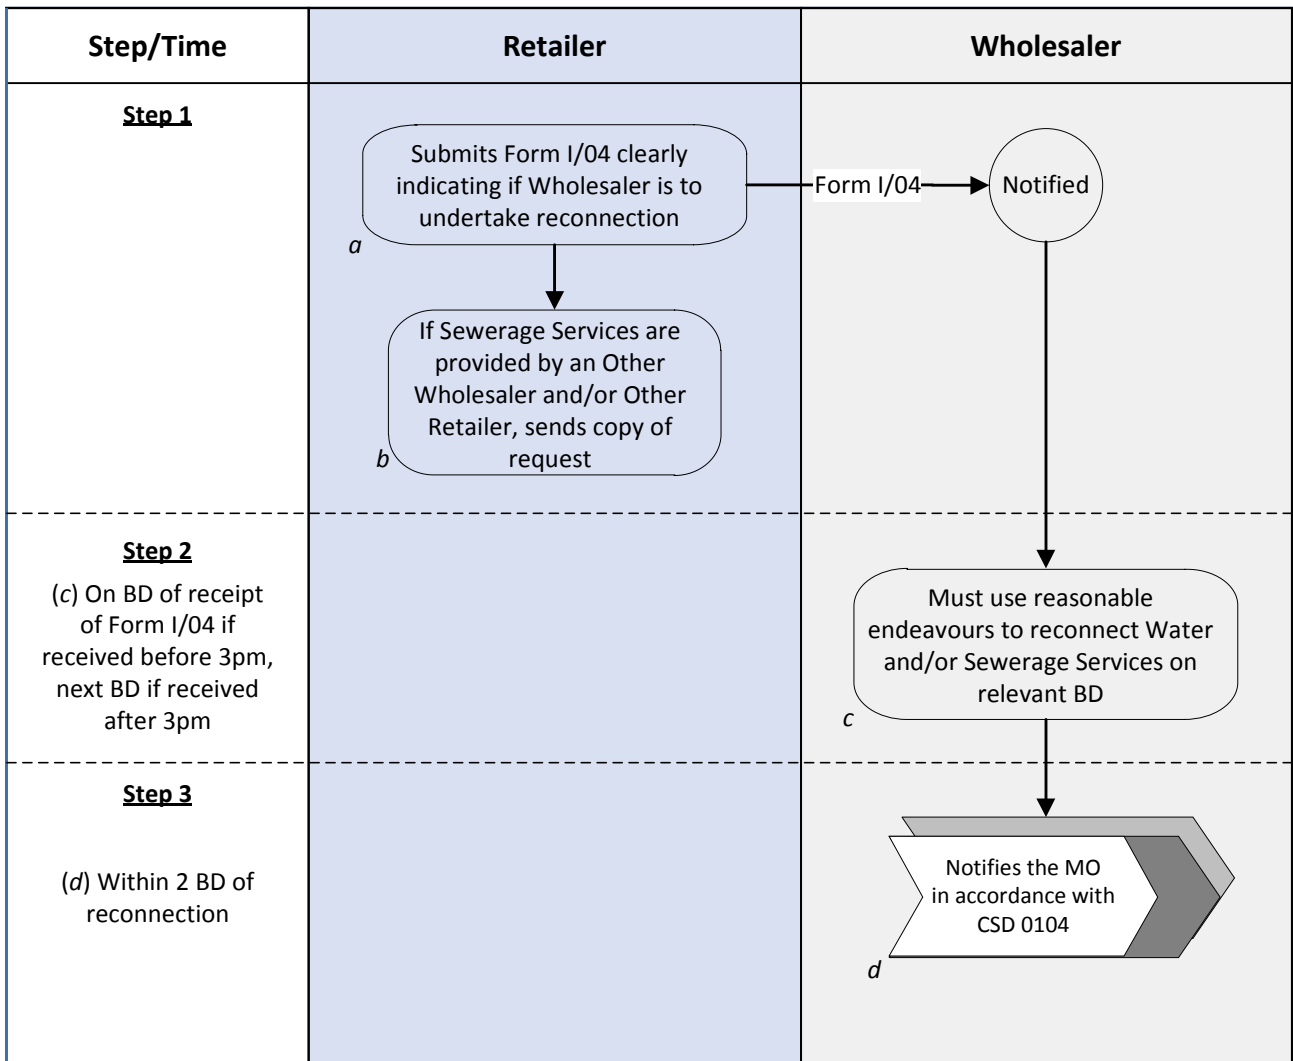 Step/Time
Retailer
Wholesaler
Step 1
Submits Form I/04 clearly
indicating if Wholesaler is to
undertake reconnection
a
Form I/04
Notified
If Sewerage Services are
provided by an Other
Wholesaler and/or Other
Retailer, sends copy of
request
b
Step 2
(c) On BD of receipt
of Form I/04 if
received before 3pm,
next BD if received
after 3pm
Must use reasonable
endeavours to reconnect Water
and/or Sewerage Services on
relevant BD
c
Step 3
(d) Within 2 BD of
reconnection
Notifies the MO
in accordance with
CSD 0104
d